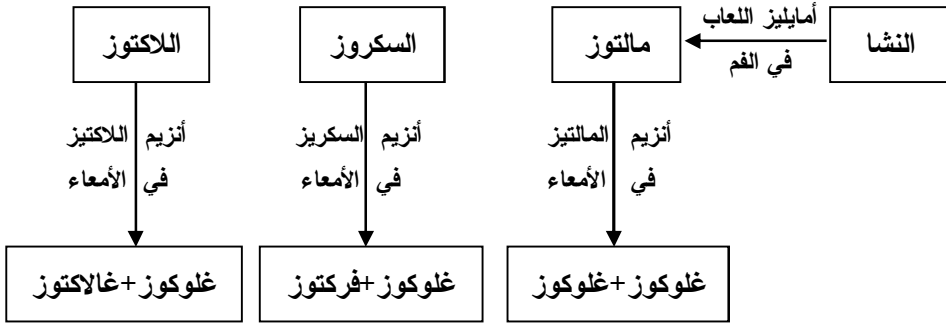 النشا
أمايليز اللعاب
في الفم
مالتوز
السكروز
اللاكتوز
أنزيم المالتيز
في الأمعاء
أنزيم السكريز
في الأمعاء
أنزيم اللاكتيز
في الأمعاء
غلوكوز+غلوكوز
غلوكوز+فركتوز
غلوكوز+غالاكتوز